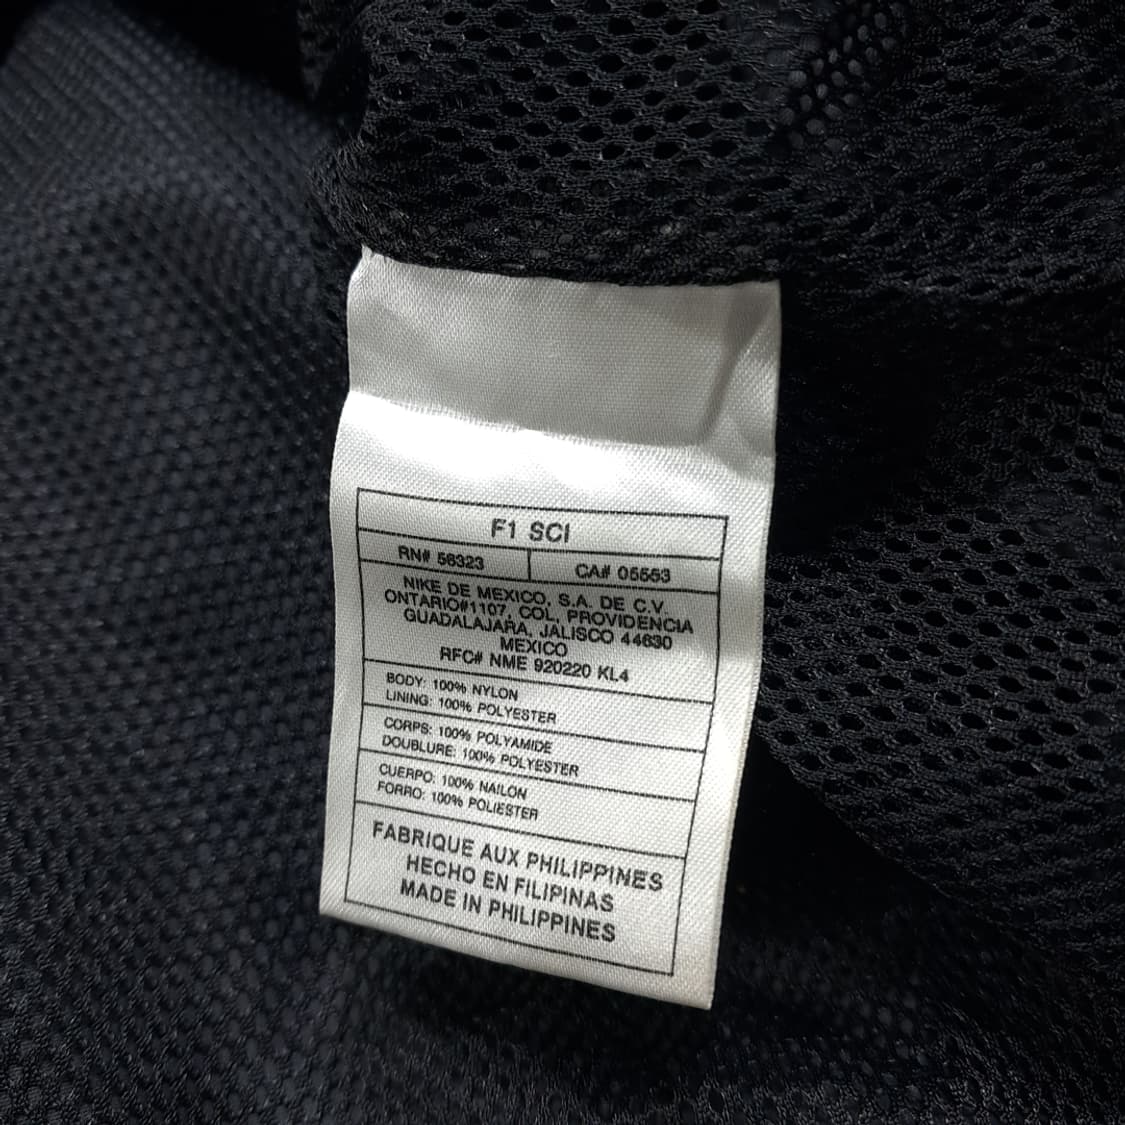 F1 SCI
RN# 56323 CA# 05553
NIKE DE MEXICO, S.A. DE C.V.
ONTARIO#1107, COL, PROVIDENCIA
GUADALAJARA, JALISCO 44630
MEXICO
RFC# NME 920220 KL4
BODY: 100% NYLON
LINING: 100% POLYESTER
CORPS: 100% POLYAMIDE
DOUBLURE: 100% POLYESTER
CUERPO: 100% NAILON
FORRO: 100% POLIESTER
FABRIQUE AUX PHILIPPINES
HECHO EN FILIPINAS
MADE IN PHILIPPINES